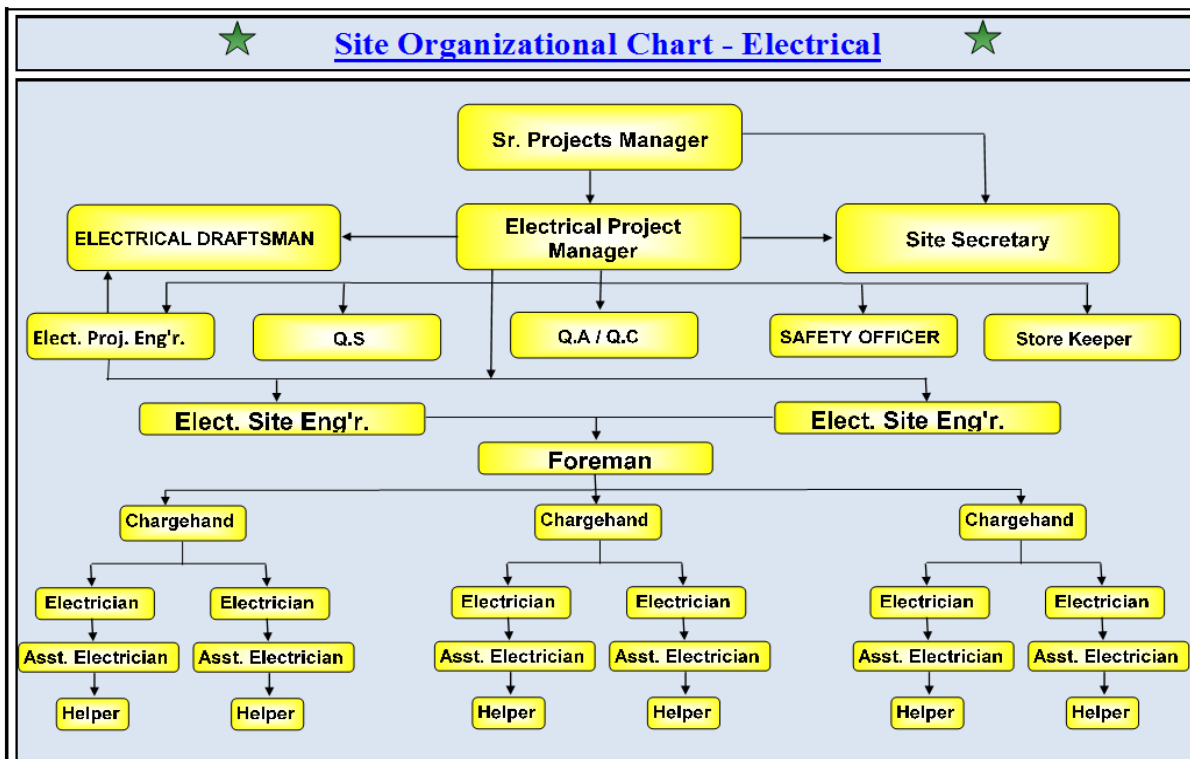 Site Organizational Chart - Electrical
Sr. Projects Manager
ELECTRICAL DRAFTSMAN
Electrical Project
Manager
Site Secretary
Elect. Proj. Eng'r.
Q.S
Q.A / Q.C
SAFETY OFFICER
Store Keeper
Elect. Site Eng'r.
Elect. Site Eng'r.
Foreman
Chargehand
Chargehand
Chargehand
Electrician
Electrician
Electrician
Electrician
Electrician
Electrician
Asst. Electrician
Asst. Electrician
Asst. Electrician
Asst. Electrician
Asst. Electrician
Asst. Electrician
Helper
Helper
Helper
Helper
Helper
Helper